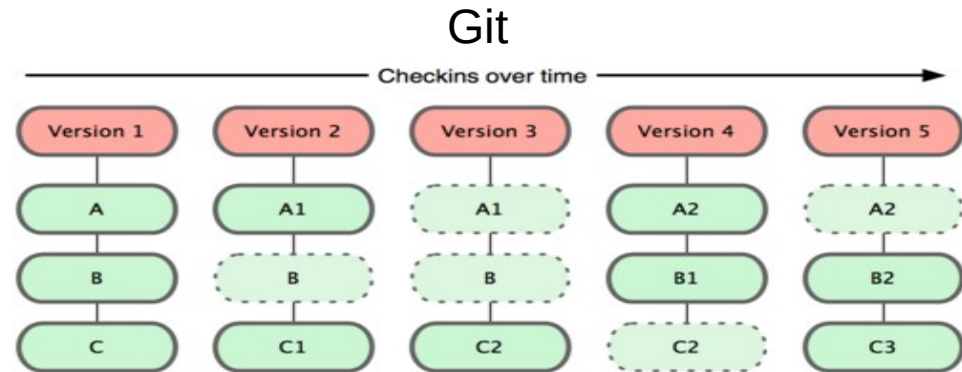 Git
Checkins over time
Version 1 Version 2 Version 3 Version 4 Version 5
A A1 A1 A2 A2
B B B B1 B2
C C1 C2 C2 C3